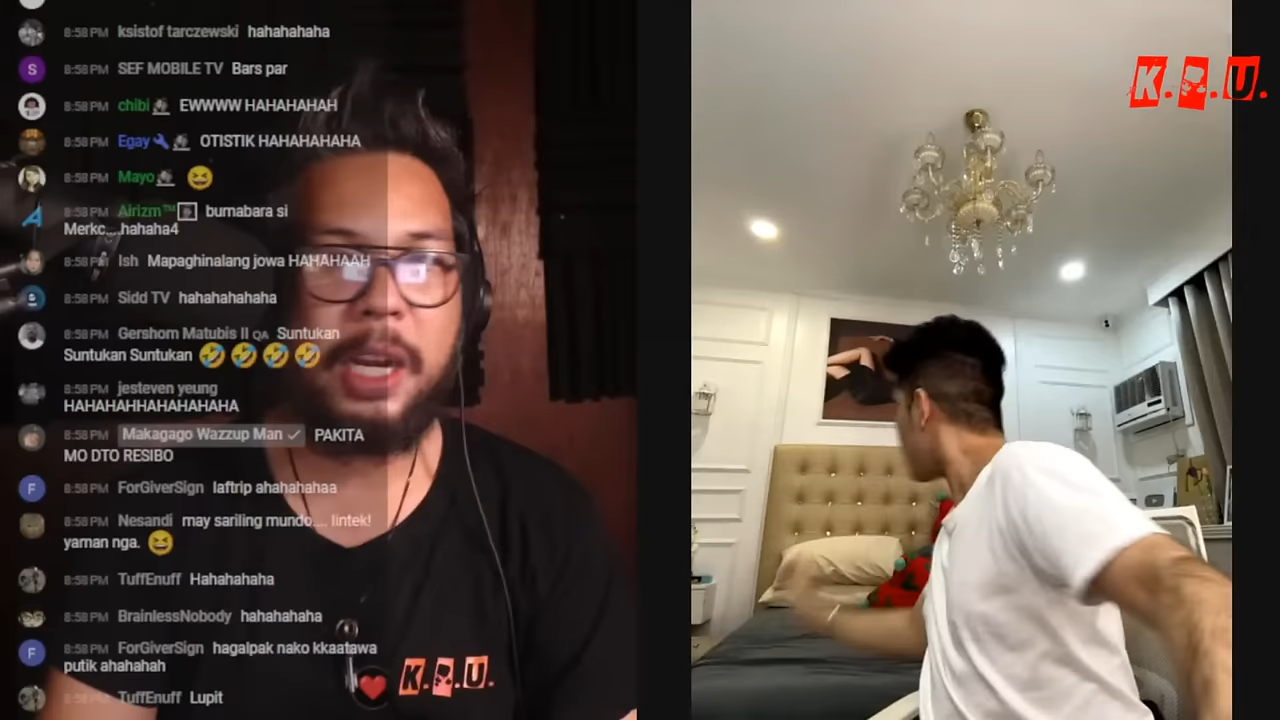 8:58 PM ksistof tarczewski hahahahaha
S 8:58 PM SEF MOBILE TV Bars par
8:58 PM chibi EWWWW HAHAHAHAH
8:58 PM Egay OTISTIK HAHAHAHAHA
8:58 PM Mayo 😆
8:58 PM Airizm™ bumabara si
Merkc....hahaha4
8:58 PM Ish Mapaghinalang jowa HAHAHAAH
8:58 PM Sidd TV hahahahahaha
8:58 PM Gershom Matubis II QA Suntukan
Suntukan Suntukan 🤣🤣🤣🤣
8:58 PM jesteven yeung
HAHAHAHHAHAHAHAHA
8:58 PM Makagago Wazzup Man ✓ PAKITA
MO DTO RESIBO
F 8:58 PM ForGiverSign laftrip ahahahahaa
8:58 PM Nesandi may sariling mundo.... lintek!
yaman nga. 😆
8:58 PM TuffEnuff Hahahahaha
8:58 PM BrainlessNobody hahahahaha
F 8:58 PM ForGiverSign hagalpak nako kkaatawa
putik ahahahah
8:58 PM TuffEnuff Lupit
K. .U.
K. .U.